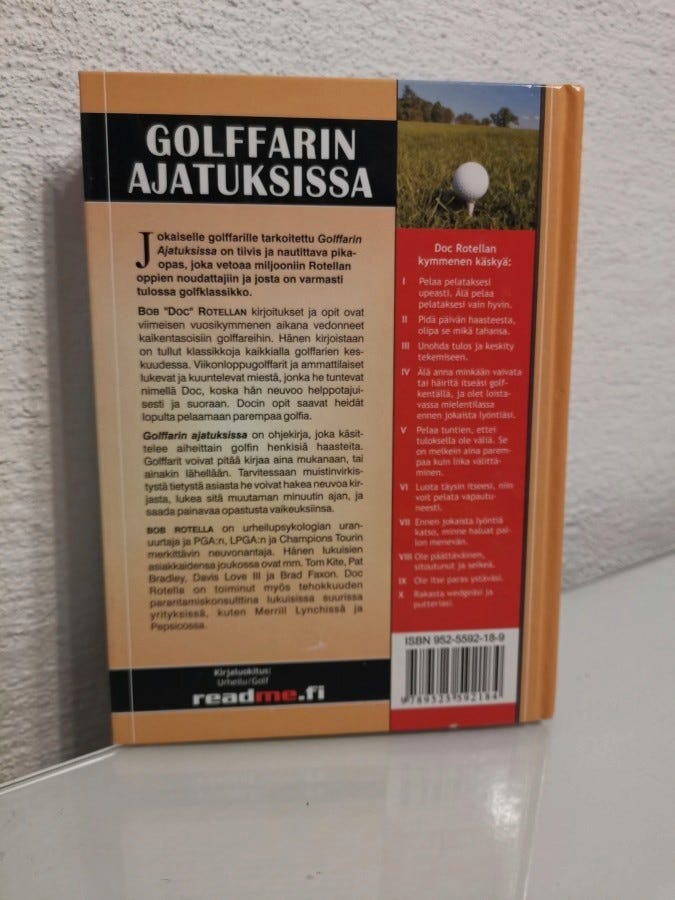 GOLFFARIN
AJATUKSISSA
Jokaiselle golffarille tarkoitettu Golffarin
Ajatuksissa on tiivis ja nautittava pika-
opas, joka vetoaa miljooniin Rotellan
oppien noudattajiin ja josta on varmasti
tulossa golfklassikko.
BOB "DOC" ROTELLAN kirjoitukset ja opit ovat
viimeisen vuosikymmenen aikana vedonneet
kaikentasoisiin golffareihin. Hänen kirjoistaan
on tullut klassikkoja kaikkialla golffarien kes-
kuudessa. Viikonloppugolffarit ja ammattilaiset
lukevat ja kuuntelevat miestä, jonka he tuntevat
nimellä Doc, koska hän neuvoo helppotajui-
sesti ja suoraan. Docin opit saavat heidät
lopulta pelaamaan parempaa golfia.
Golffarin ajatuksissa on ohjekirja, joka käsit-
telee aiheittain golfin henkisiä haasteita.
Golffarit voivat pitää kirjaa aina mukanaan, tai
ainakin lähellään. Tarvitessaan muistinvirkis-
tystä tietystä asiasta he voivat hakea neuvoa kir-
jasta, lukea sitä muutaman minuutin ajan, ja
saada painavaa opastusta vaikeuksiinsa.
BOB ROTELLA on urheilupsykologian uran-
uurtaja ja PGA:n, LPGA:n ja Champions Tourin
merkittävin neuvonantaja. Hänen lukuisien
asiakkaidensa joukossa ovat mm. Tom Kite, Pat
Bradley, Davis Love III ja Brad Faxon. Doc
Rotella on toiminut myös tehokkuuden
parantamiskonsulttina lukuisissa suurissa
yrityksissä, kuten Merrill Lynchissä ja
Pepsicossa.
Kirjaluokitus:
Urheilu/Golf
readme.fi
Doc Rotellan
kymmenen käskyä:
I Pelaa pelataksesi
upeasti. Älä pelaa
pelataksesi vain hyvin.
II Pidä päivän haasteesta,
olipa se mikä tahansa.
III Unohda tulos ja keskity
tekemiseen.
IV Älä anna minkään vaivata
tai häiritä itseäsi golf-
kentällä, ja olet loista-
vassa mielentilassa
ennen jokaista lyöntiäsi.
V Pelaa tuntien, ettei
tuloksella ole väliä. Se
on melkein aina parem-
paa kuin liika välittä-
minen.
VI Luota täysin itseesi, niin
voit pelata vapautu-
neesti.
VII Ennen jokaista lyöntiä
katso, minne haluat pal-
lon menevän.
VIII Ole päättäväinen,
sitoutunut ja selkeä.
IX Ole itse paras ystäväsi.
X Rakasta wedgeäsi ja
putteriasi.
ISBN 952-5592-18-9
9789525592184